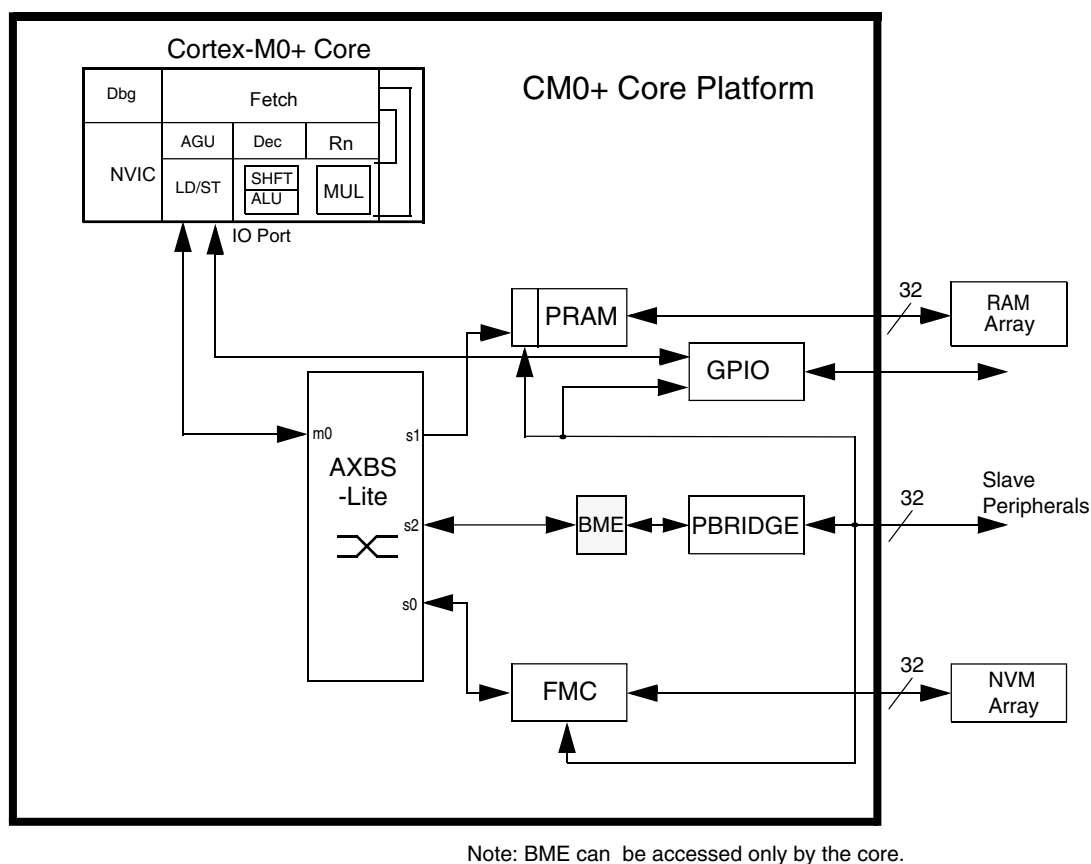 Cortex-M0+ Core
CM0+ Core Platform
Dbg
Fetch
AGU
Dec
Rn
NVIC
LD/ST
SHFT
ALU
MUL
IO Port
PRAM
32
RAM
Array
GPIO
m0
s1
AXBS
-Lite
s2
s0
BME
PBRIDGE
32
Slave
Peripherals
FMC
32
NVM
Array
Note: BME can be accessed only by the core.